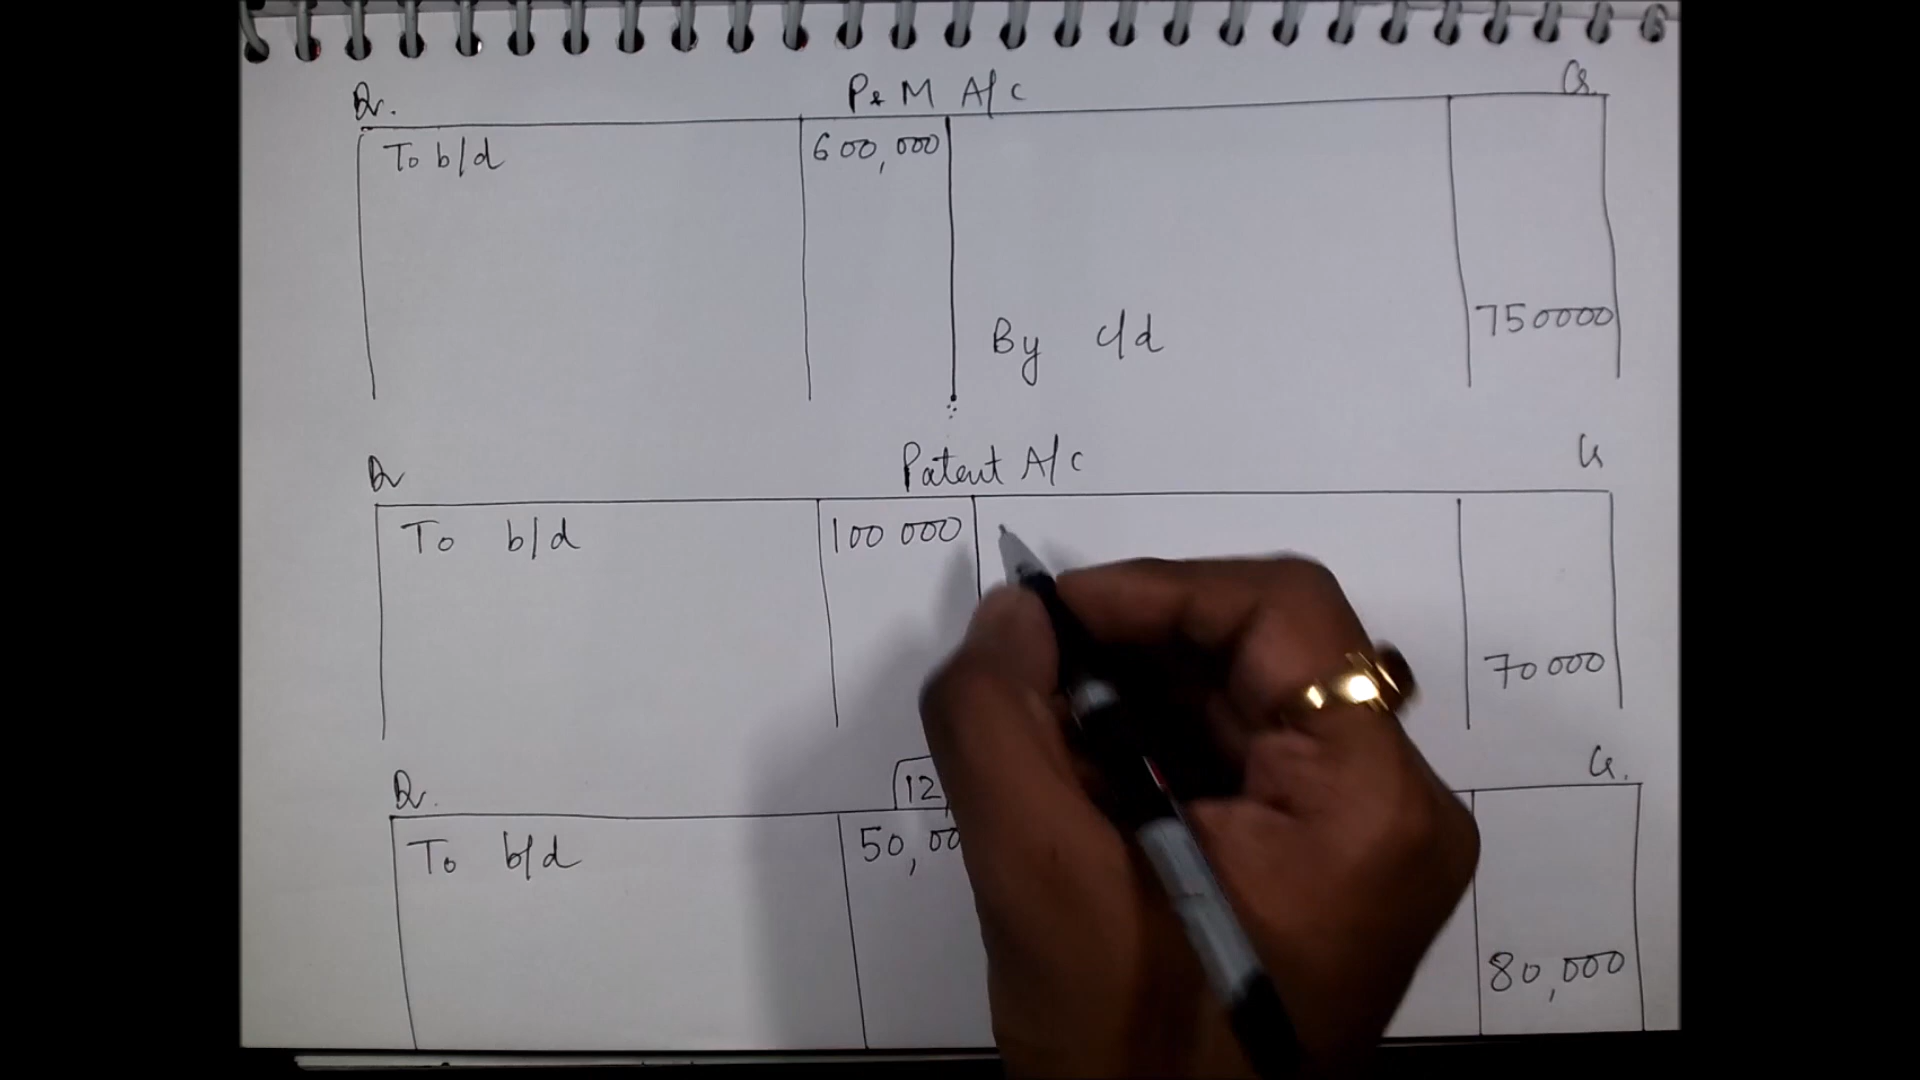 Dr. P & M A/c Cr.
To b/d 600,000
By c/d 750000
Dr Patent A/c Cr
To b/d 100 000
70 000
Dr. 12 Cr.
To b/d 50,00
80,000